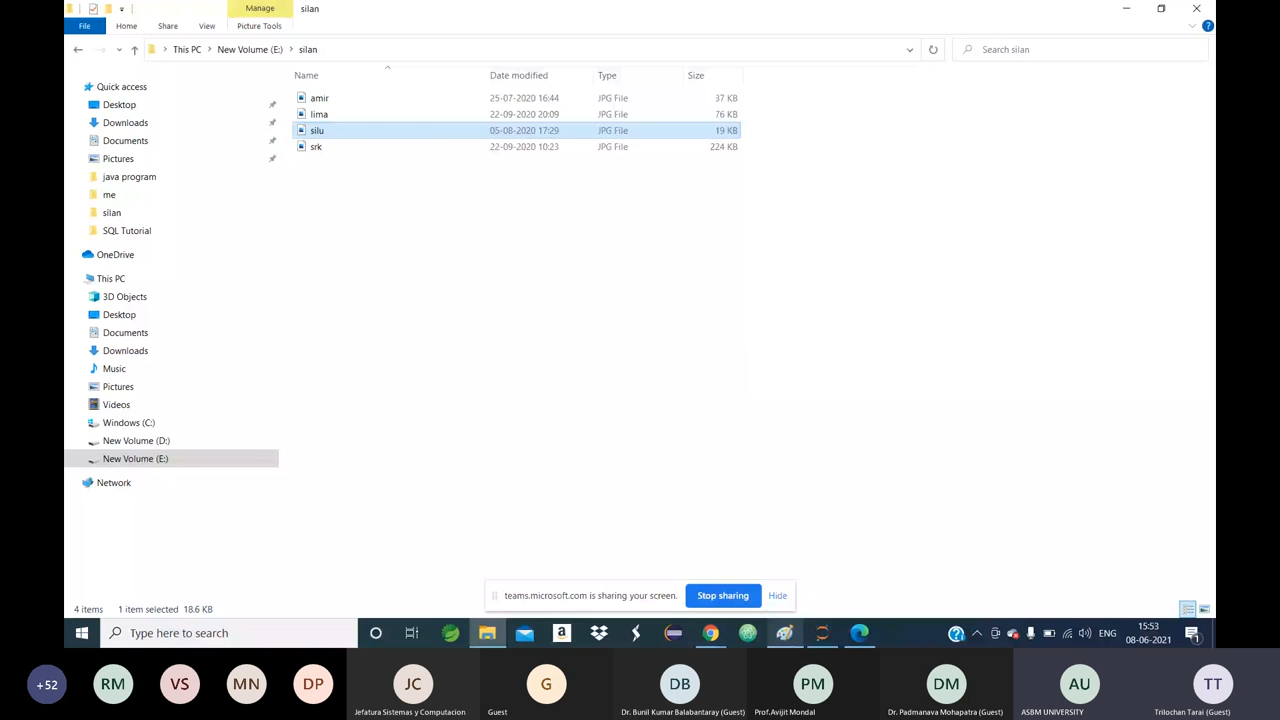 Manage
silan
File
Home
Share
View
Picture Tools
This PC
New Volume (E:)
silan
Search silan
Name
Date modified
Type
Size
Quick access
Desktop
Downloads
Documents
Pictures
java program
me
silan
SQL Tutorial
OneDrive
This PC
3D Objects
Desktop
Documents
Downloads
Music
Pictures
Videos
Windows (C:)
New Volume (D:)
New Volume (E:)
Network
amir 25-07-2020 16:44 JPG File 37 KB
lima 22-09-2020 20:09 JPG File 76 KB
silu 05-08-2020 17:29 JPG File 19 KB
srk 22-09-2020 10:23 JPG File 224 KB
teams.microsoft.com is sharing your screen.
Stop sharing
Hide
4 items 1 item selected 18.6 KB
Type here to search
ENG
15:53
08-06-2021
1
+52
RM
VS
MN
DP
JC
G
DB
PM
DM
AU
TT
Jefatura Sistemas y Computacion
Guest
Dr. Bunil Kumar Balabantaray (Guest)
Prof.Avijit Mondal
Dr. Padmanava Mohapatra (Guest)
ASBM UNIVERSITY
Trilochan Tarai (Guest)